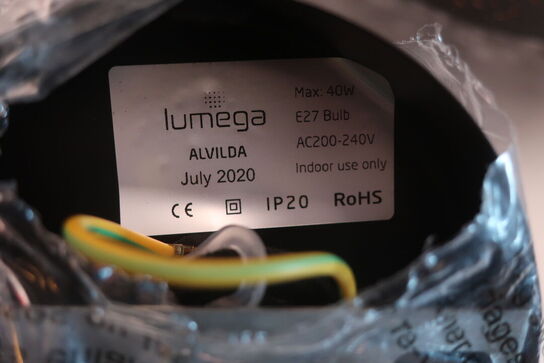 lumega
ALVILDA
July 2020
Max: 40W
E27 Bulb
AC200-240V
Indoor use only
CE IP20 RoHS